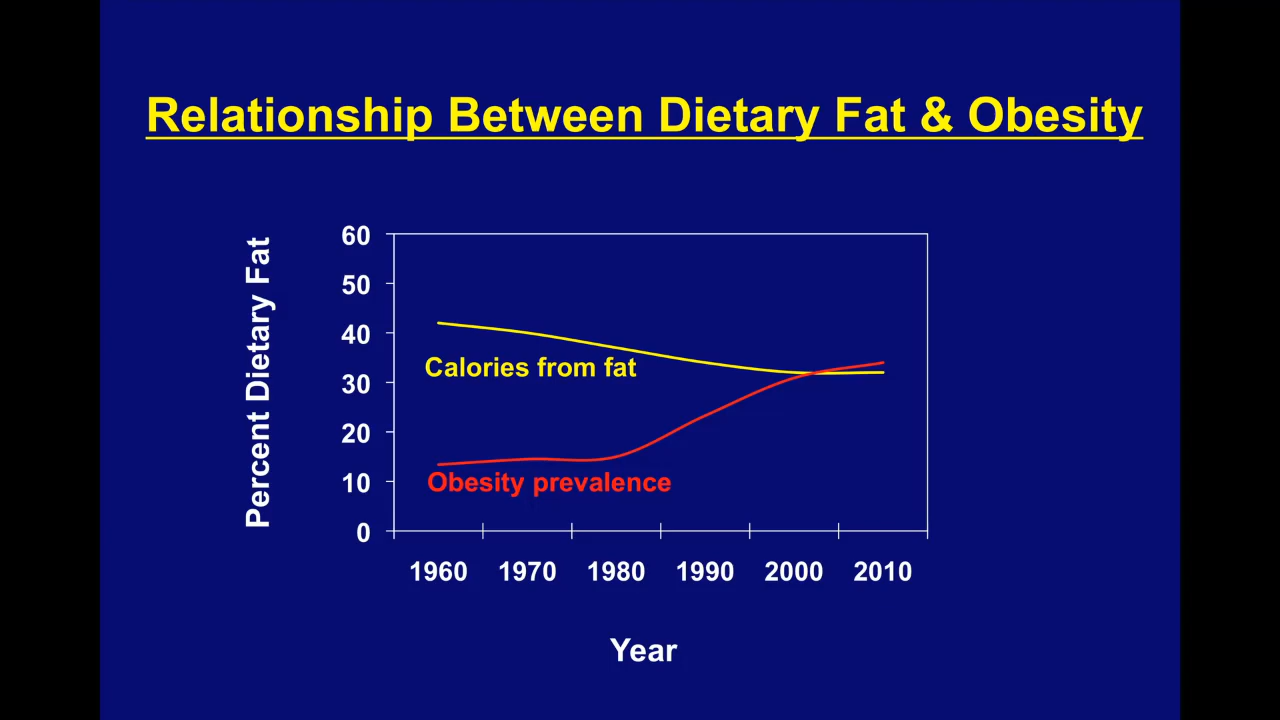 Relationship Between Dietary Fat & Obesity
Percent Dietary Fat
60
50
40
30
20
10
0
Calories from fat
Obesity prevalence
1960 1970 1980 1990 2000 2010
Year